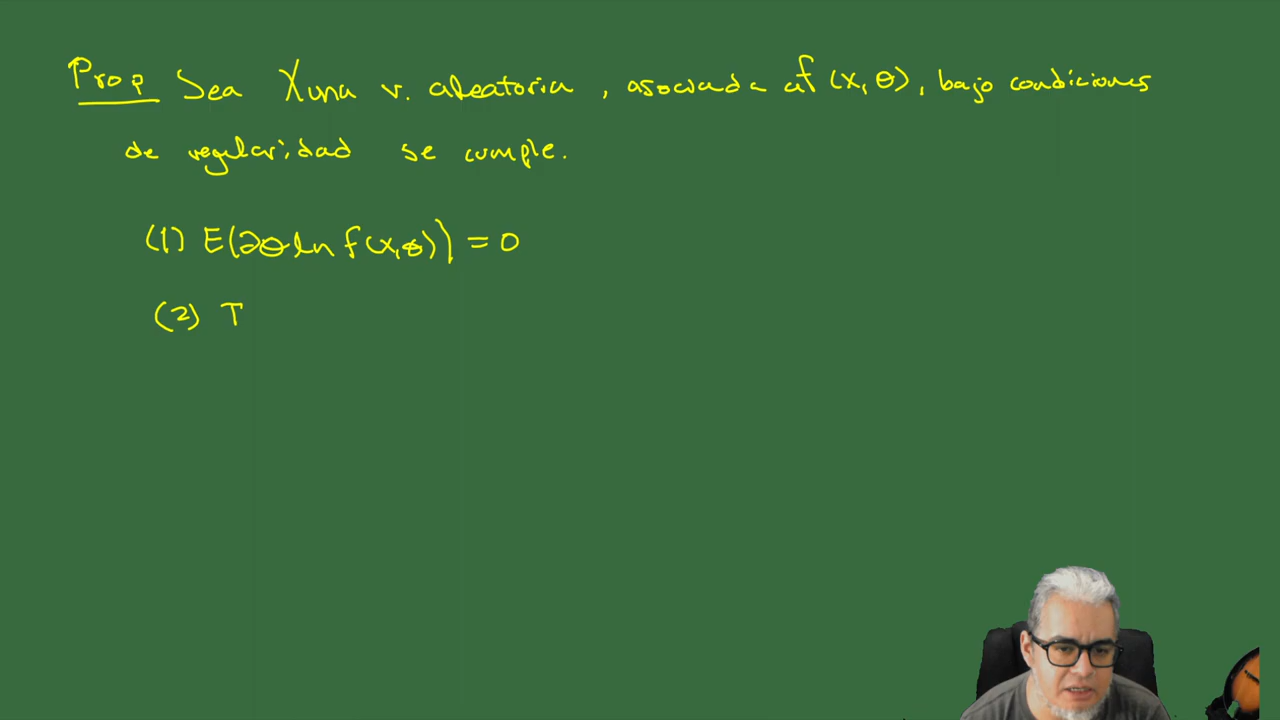 Prop Sea X una v. aleatoria, asociada a f(x,θ), bajo condiciones
de regularidad se cumple.
(1) E(∂θ ln f(x,θ)) = 0
(2) I